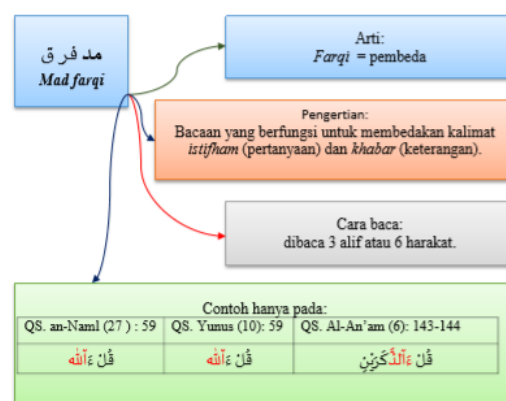 مد فرق
Mad farqi
Arti:
Farqi = pembeda
Pengertian:
Bacaan yang berfungsi untuk membedakan kalimat
istifham (pertanyaan) dan khabar (keterangan).
Cara baca:
dibaca 3 alif atau 6 harakat.
Contoh hanya pada:
QS. an-Naml (27 ) : 59 QS. Yunus (10): 59 QS. Al-An'am (6): 143-144
قُلْ ءَآللّٰه قُلْ ءَآللّٰه قُلْ ءَآلذَّكَرَيْنِ